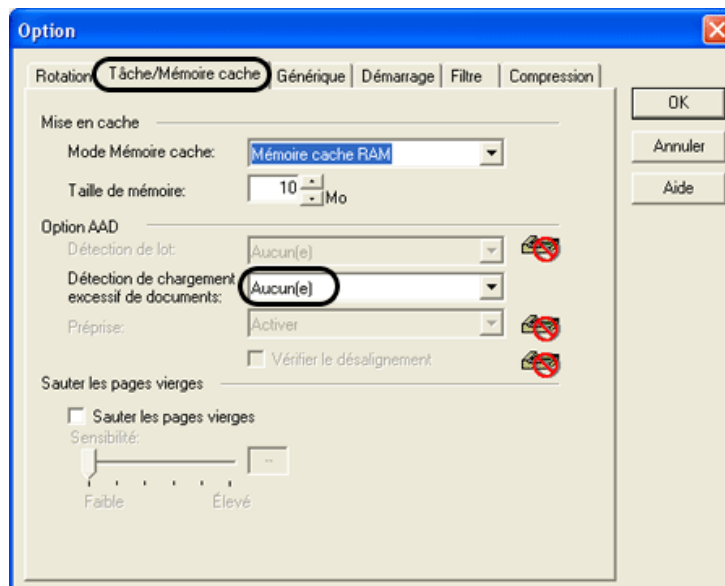 Option
Rotation Tâche/Mémoire cache Générique Démarrage Filtre Compression
OK
Annuler
Aide
Mise en cache
Mode Mémoire cache: Mémoire cache RAM
Taille de mémoire: 10 Mo
Option AAD
Détection de lot: Aucun(e)
Détection de chargement
excessif de documents: Aucun(e)
Préprise: Activer
Vérifier le désalignement
Sauter les pages vierges
Sauter les pages vierges
Sensibilité:
--
Faible Élevé